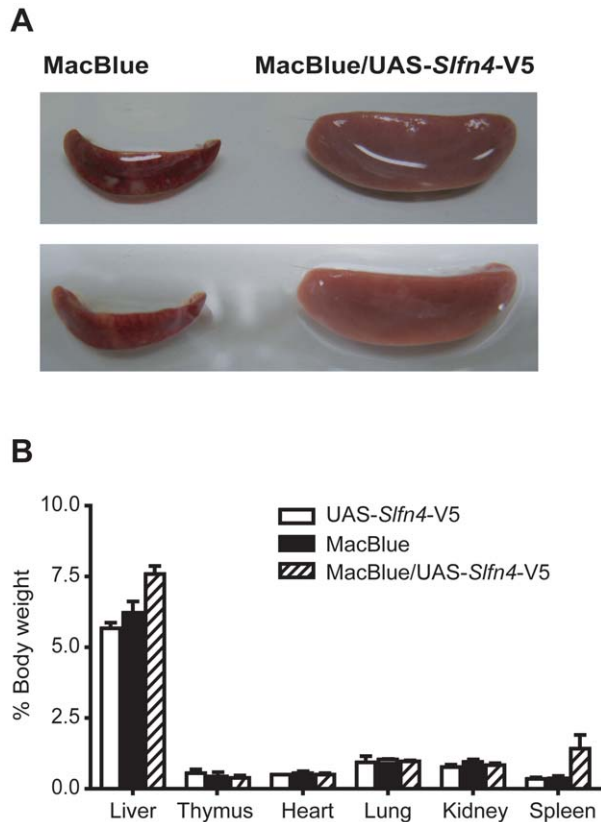 A
MacBlue MacBlue/UAS-Slfn4-V5
B
10.0
7.5
5.0
2.5
0.0
% Body weight
UAS-Slfn4-V5
MacBlue
MacBlue/UAS-Slfn4-V5
Liver Thymus Heart Lung Kidney Spleen